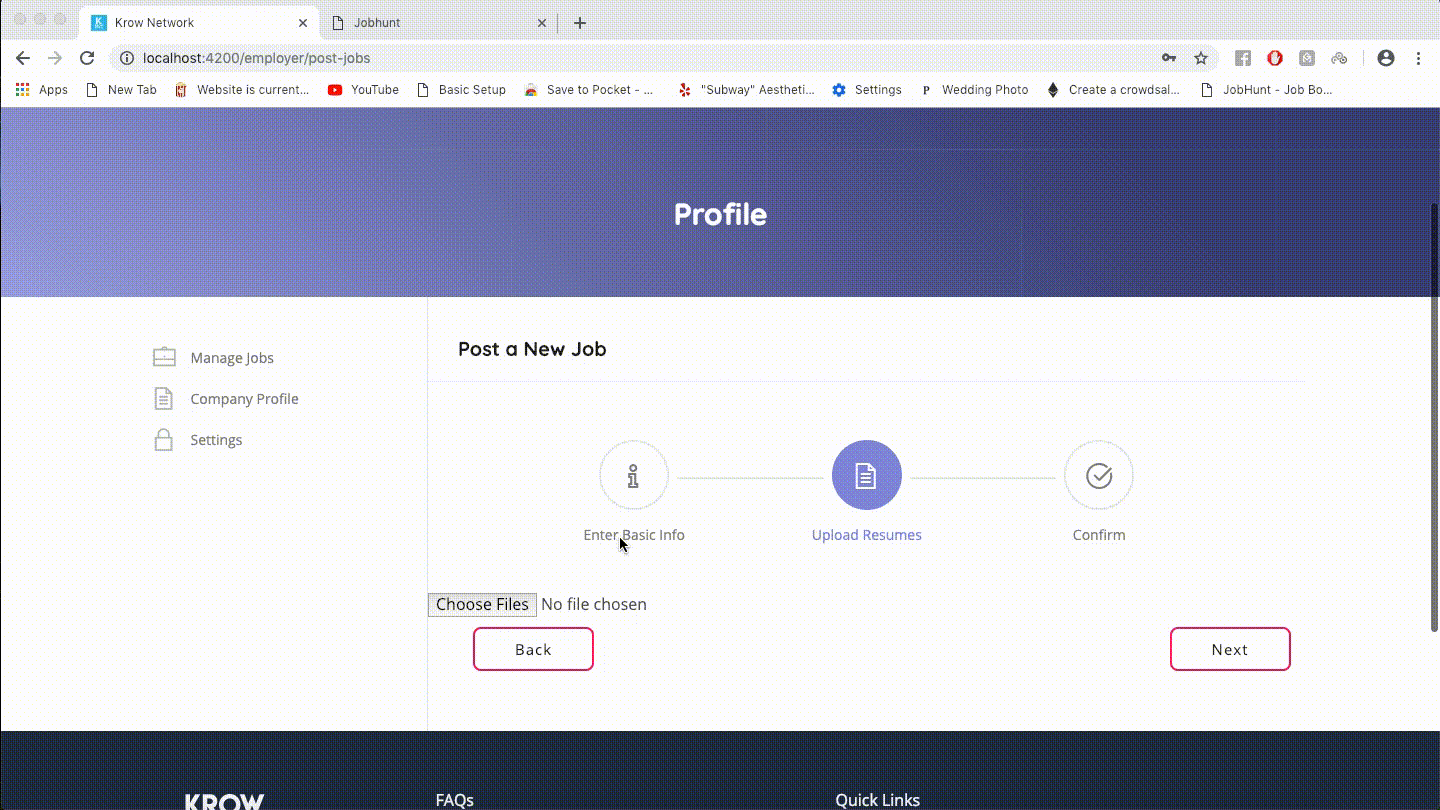 Krow Network
Jobhunt
localhost:4200/employer/post-jobs
Apps
New Tab
Website is current...
YouTube
Basic Setup
Save to Pocket - ...
"Subway" Aestheti...
Settings
P Wedding Photo
Create a crowdsal...
JobHunt - Job Bo...
Profile
Manage Jobs
Company Profile
Settings
Post a New Job
Enter Basic Info
Upload Resumes
Confirm
Choose Files No file chosen
Back
Next
KROW
FAQs
Quick Links